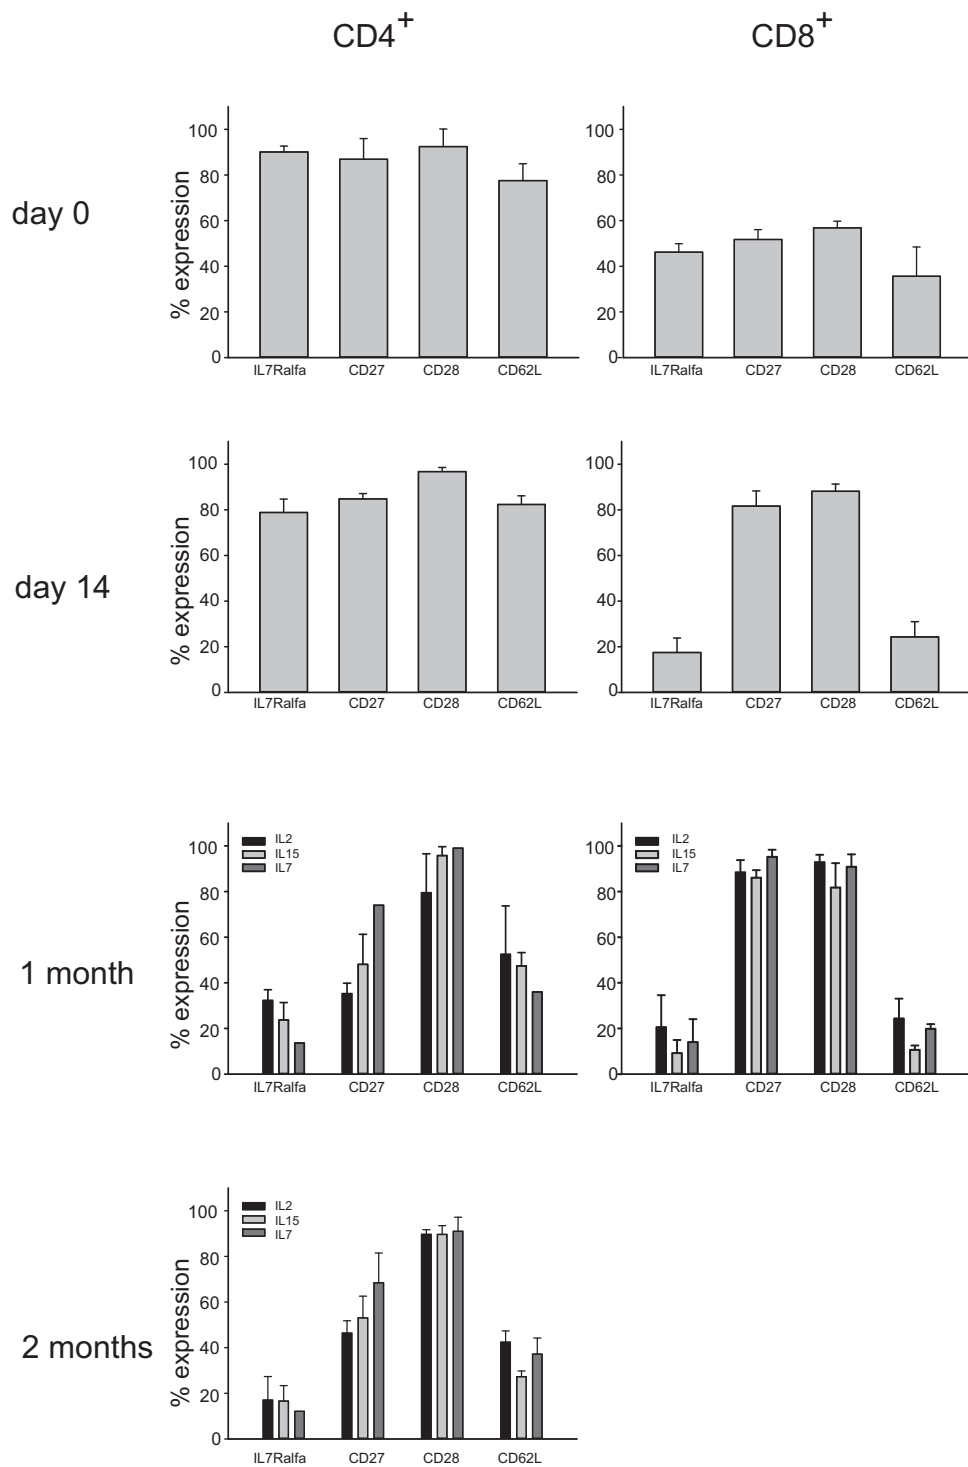 CD4+ CD8+
day 0
% expression
100
80
60
40
20
0
IL7Ralfa CD27 CD28 CD62L
100
80
60
40
20
0
IL7Ralfa CD27 CD28 CD62L
day 14
% expression
100
80
60
40
20
0
IL7Ralfa CD27 CD28 CD62L
100
80
60
40
20
0
IL7Ralfa CD27 CD28 CD62L
1 month
% expression
100
80
60
40
20
0
IL2
IL15
IL7
IL7Ralfa CD27 CD28 CD62L
100
80
60
40
20
0
IL2
IL15
IL7
IL7Ralfa CD27 CD28 CD62L
2 months
% expression
100
80
60
40
20
0
IL2
IL15
IL7
IL7Ralfa CD27 CD28 CD62L